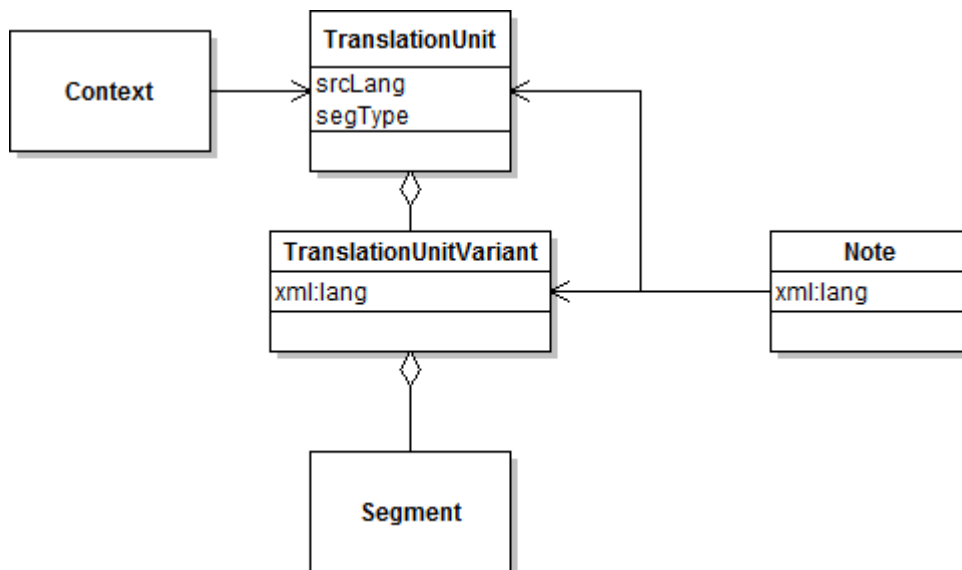 TranslationUnit
srcLang
segType
Context
TranslationUnitVariant
xml:lang
Note
xml:lang
Segment